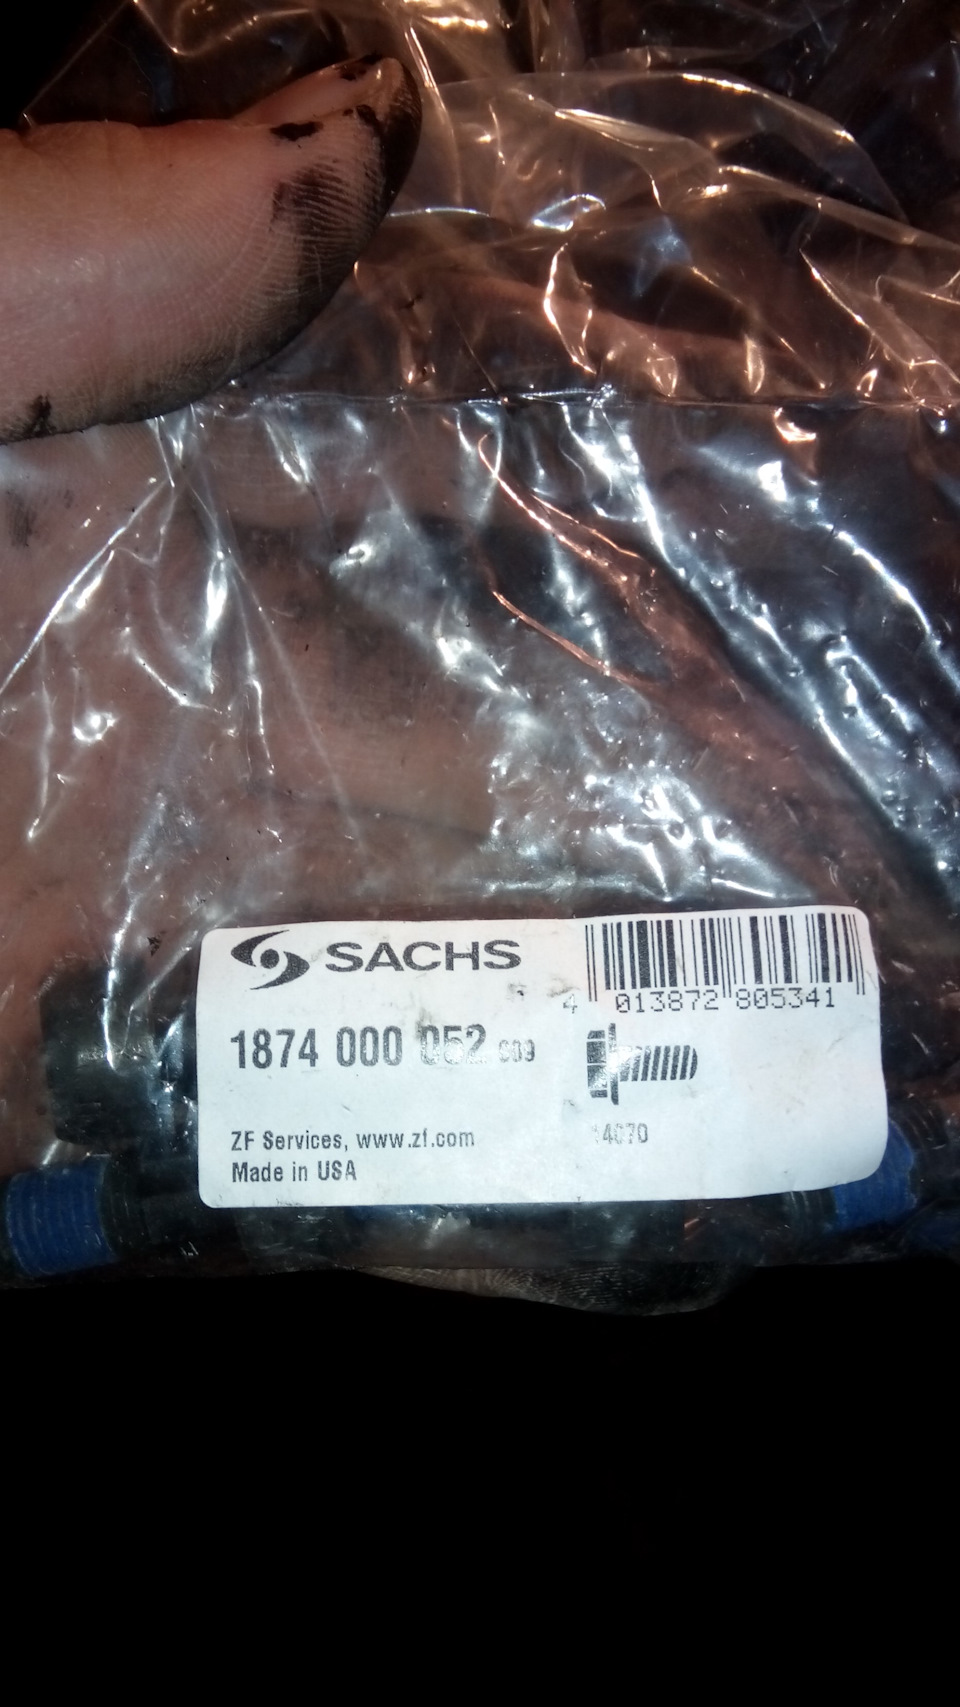 SACHS
4 013872 805341
1874 000 052
ZF Services, www.zf.com
Made in USA